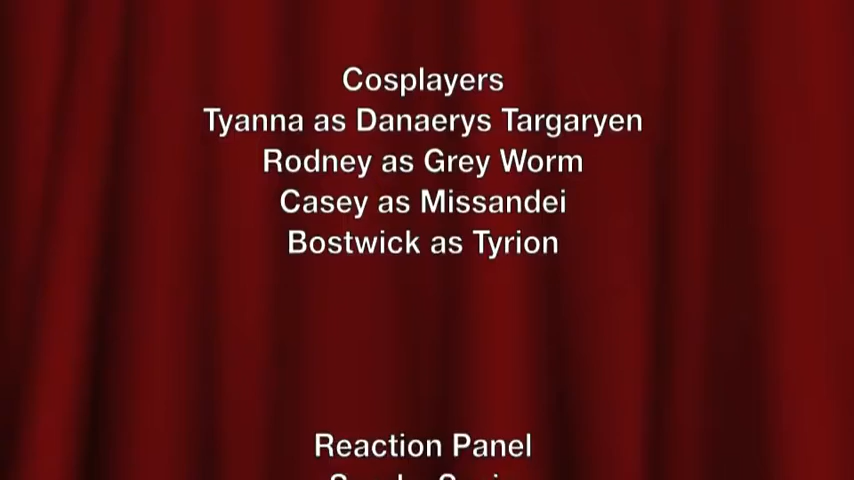 Cosplayers
Tyanna as Danaerys Targaryen
Rodney as Grey Worm
Casey as Missandei
Bostwick as Tyrion
Reaction Panel